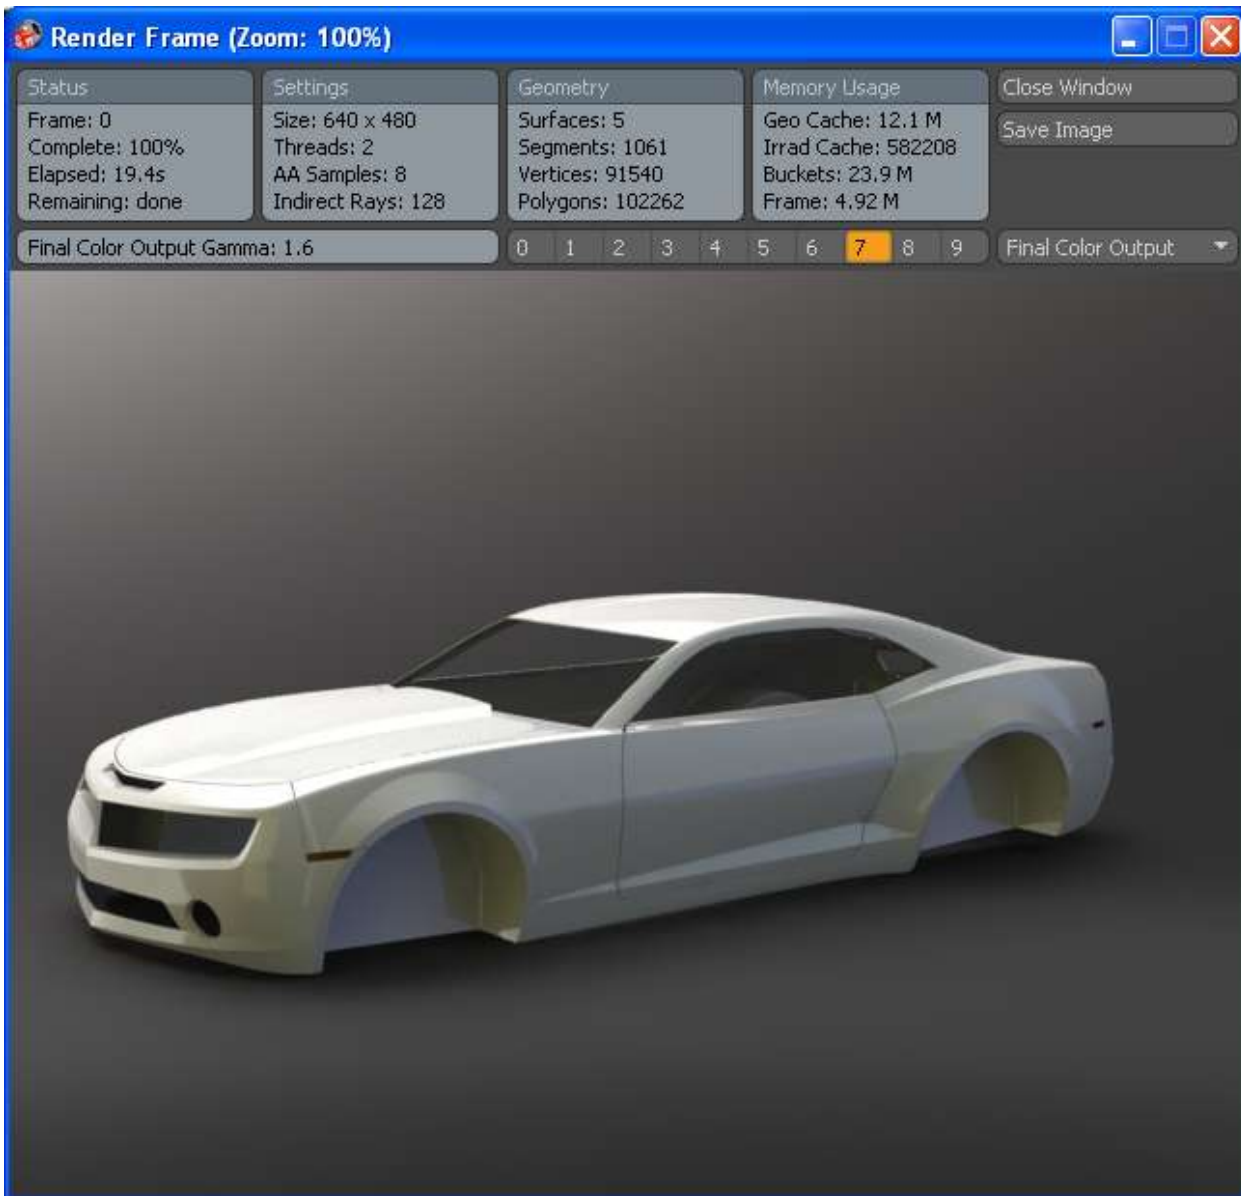 Render Frame (Zoom: 100%)
Status
Frame: 0
Complete: 100%
Elapsed: 19.4s
Remaining: done
Settings
Size: 640 x 480
Threads: 2
AA Samples: 8
Indirect Rays: 128
Geometry
Surfaces: 5
Segments: 1061
Vertices: 91540
Polygons: 102262
Memory Usage
Geo Cache: 12.1 M
Irrad Cache: 582208
Buckets: 23.9 M
Frame: 4.92 M
Close Window
Save Image
Final Color Output Gamma: 1.6
0 1 2 3 4 5 6 7 8 9
Final Color Output